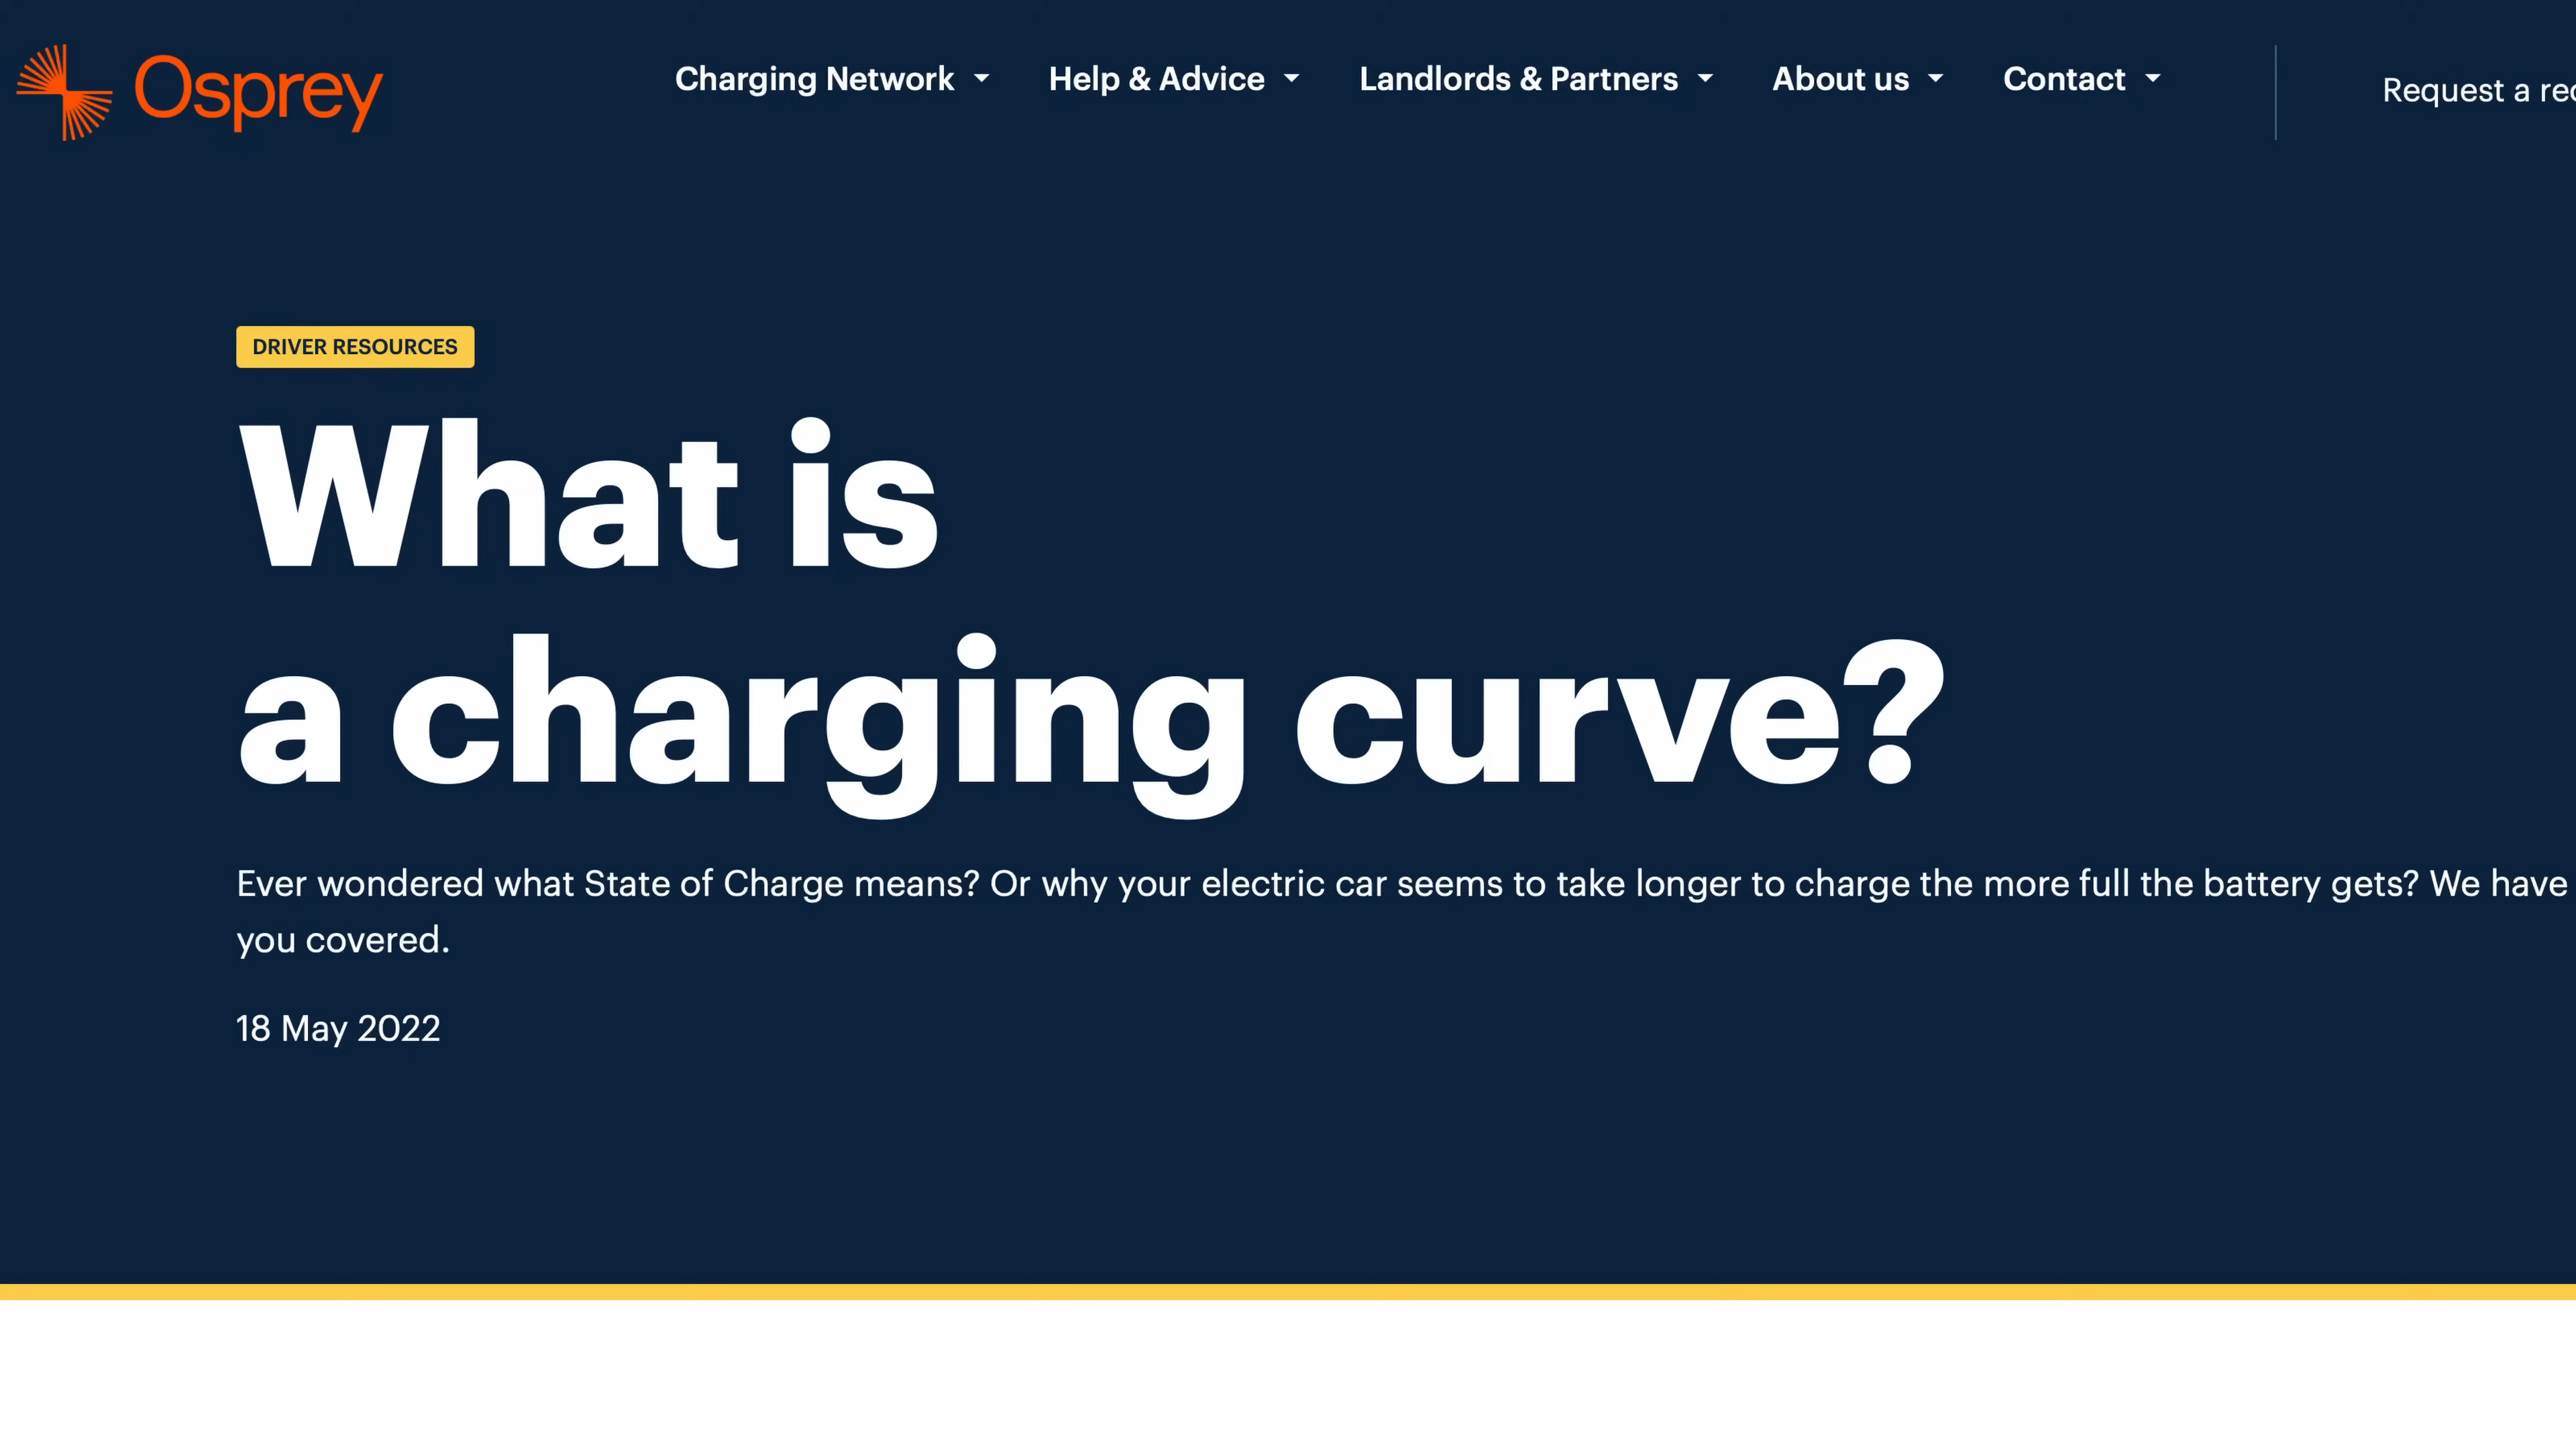 Osprey
Charging Network
Help & Advice
Landlords & Partners
About us
Contact
Request a rec
DRIVER RESOURCES
What is
a charging curve?
Ever wondered what State of Charge means? Or why your electric car seems to take longer to charge the more full the battery gets? We have
you covered.
18 May 2022